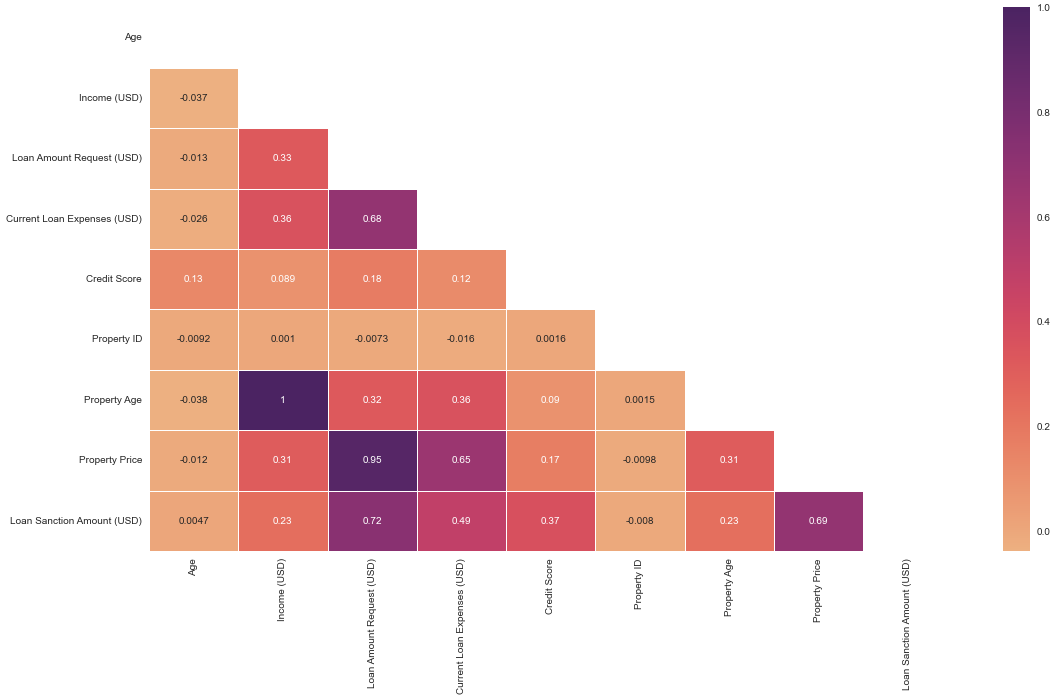 1.0
Age
Income (USD) -0.037
0.8
Loan Amount Request (USD) -0.013 0.33
Current Loan Expenses (USD) -0.026 0.36 0.68
0.6
Credit Score 0.13 0.089 0.18 0.12
0.4
Property ID -0.0092 0.001 -0.0073 -0.016 0.0016
Property Age -0.038 1 0.32 0.36 0.09 0.0015
0.2
Property Price -0.012 0.31 0.95 0.65 0.17 -0.0098 0.31
Loan Sanction Amount (USD) 0.0047 0.23 0.72 0.49 0.37 -0.008 0.23 0.69
0.0
Age
Income (USD)
Loan Amount Request (USD)
Current Loan Expenses (USD)
Credit Score
Property ID
Property Age
Property Price
Loan Sanction Amount (USD)